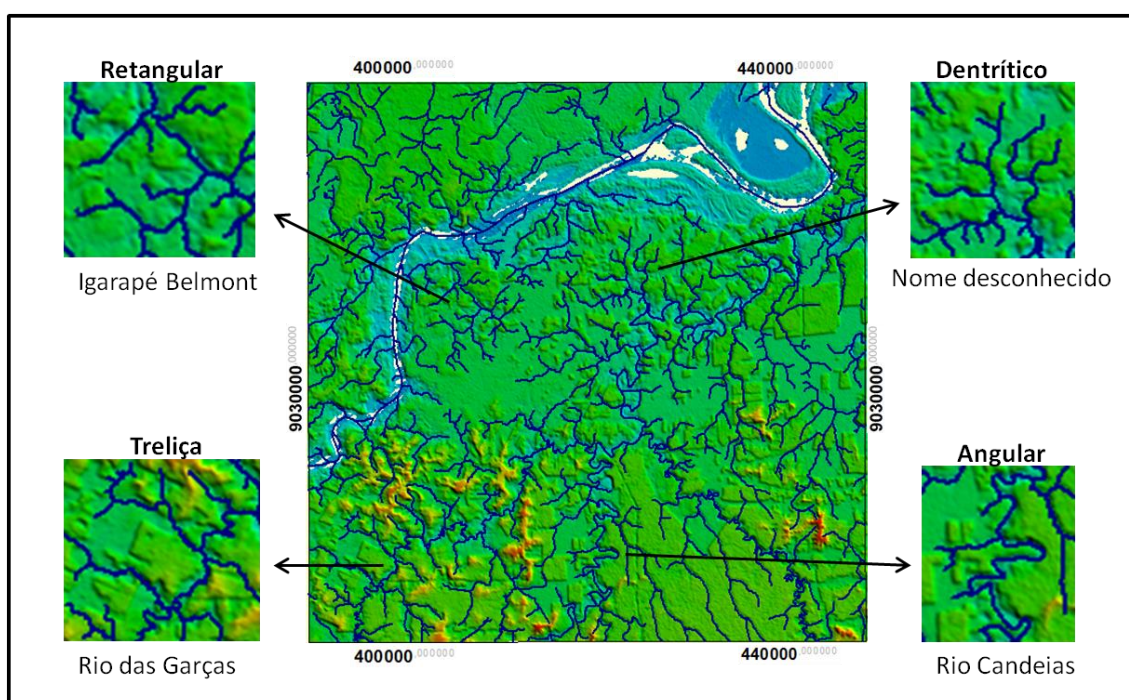 Retangular
400000,000000
440000,000000
Dentrítico
Igarapé Belmont
Nome desconhecido
9030000,000000
9030000,000000
Treliça
Angular
Rio das Garças
400000,000000
440000,000000
Rio Candeias